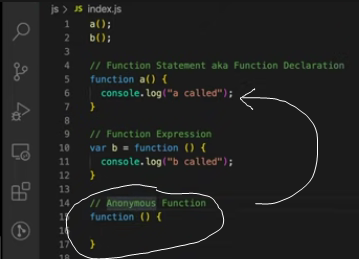 js > JS index.js
1 a();
2 b();
3
4 // Function Statement aka Function Declaration
5 function a() {
6 console.log("a called");
7 }
8
9 // Function Expression
10 var b = function () {
11 console.log("b called");
12 }
13
14 // Anonymous Function
15 function () {
16
17 }
18